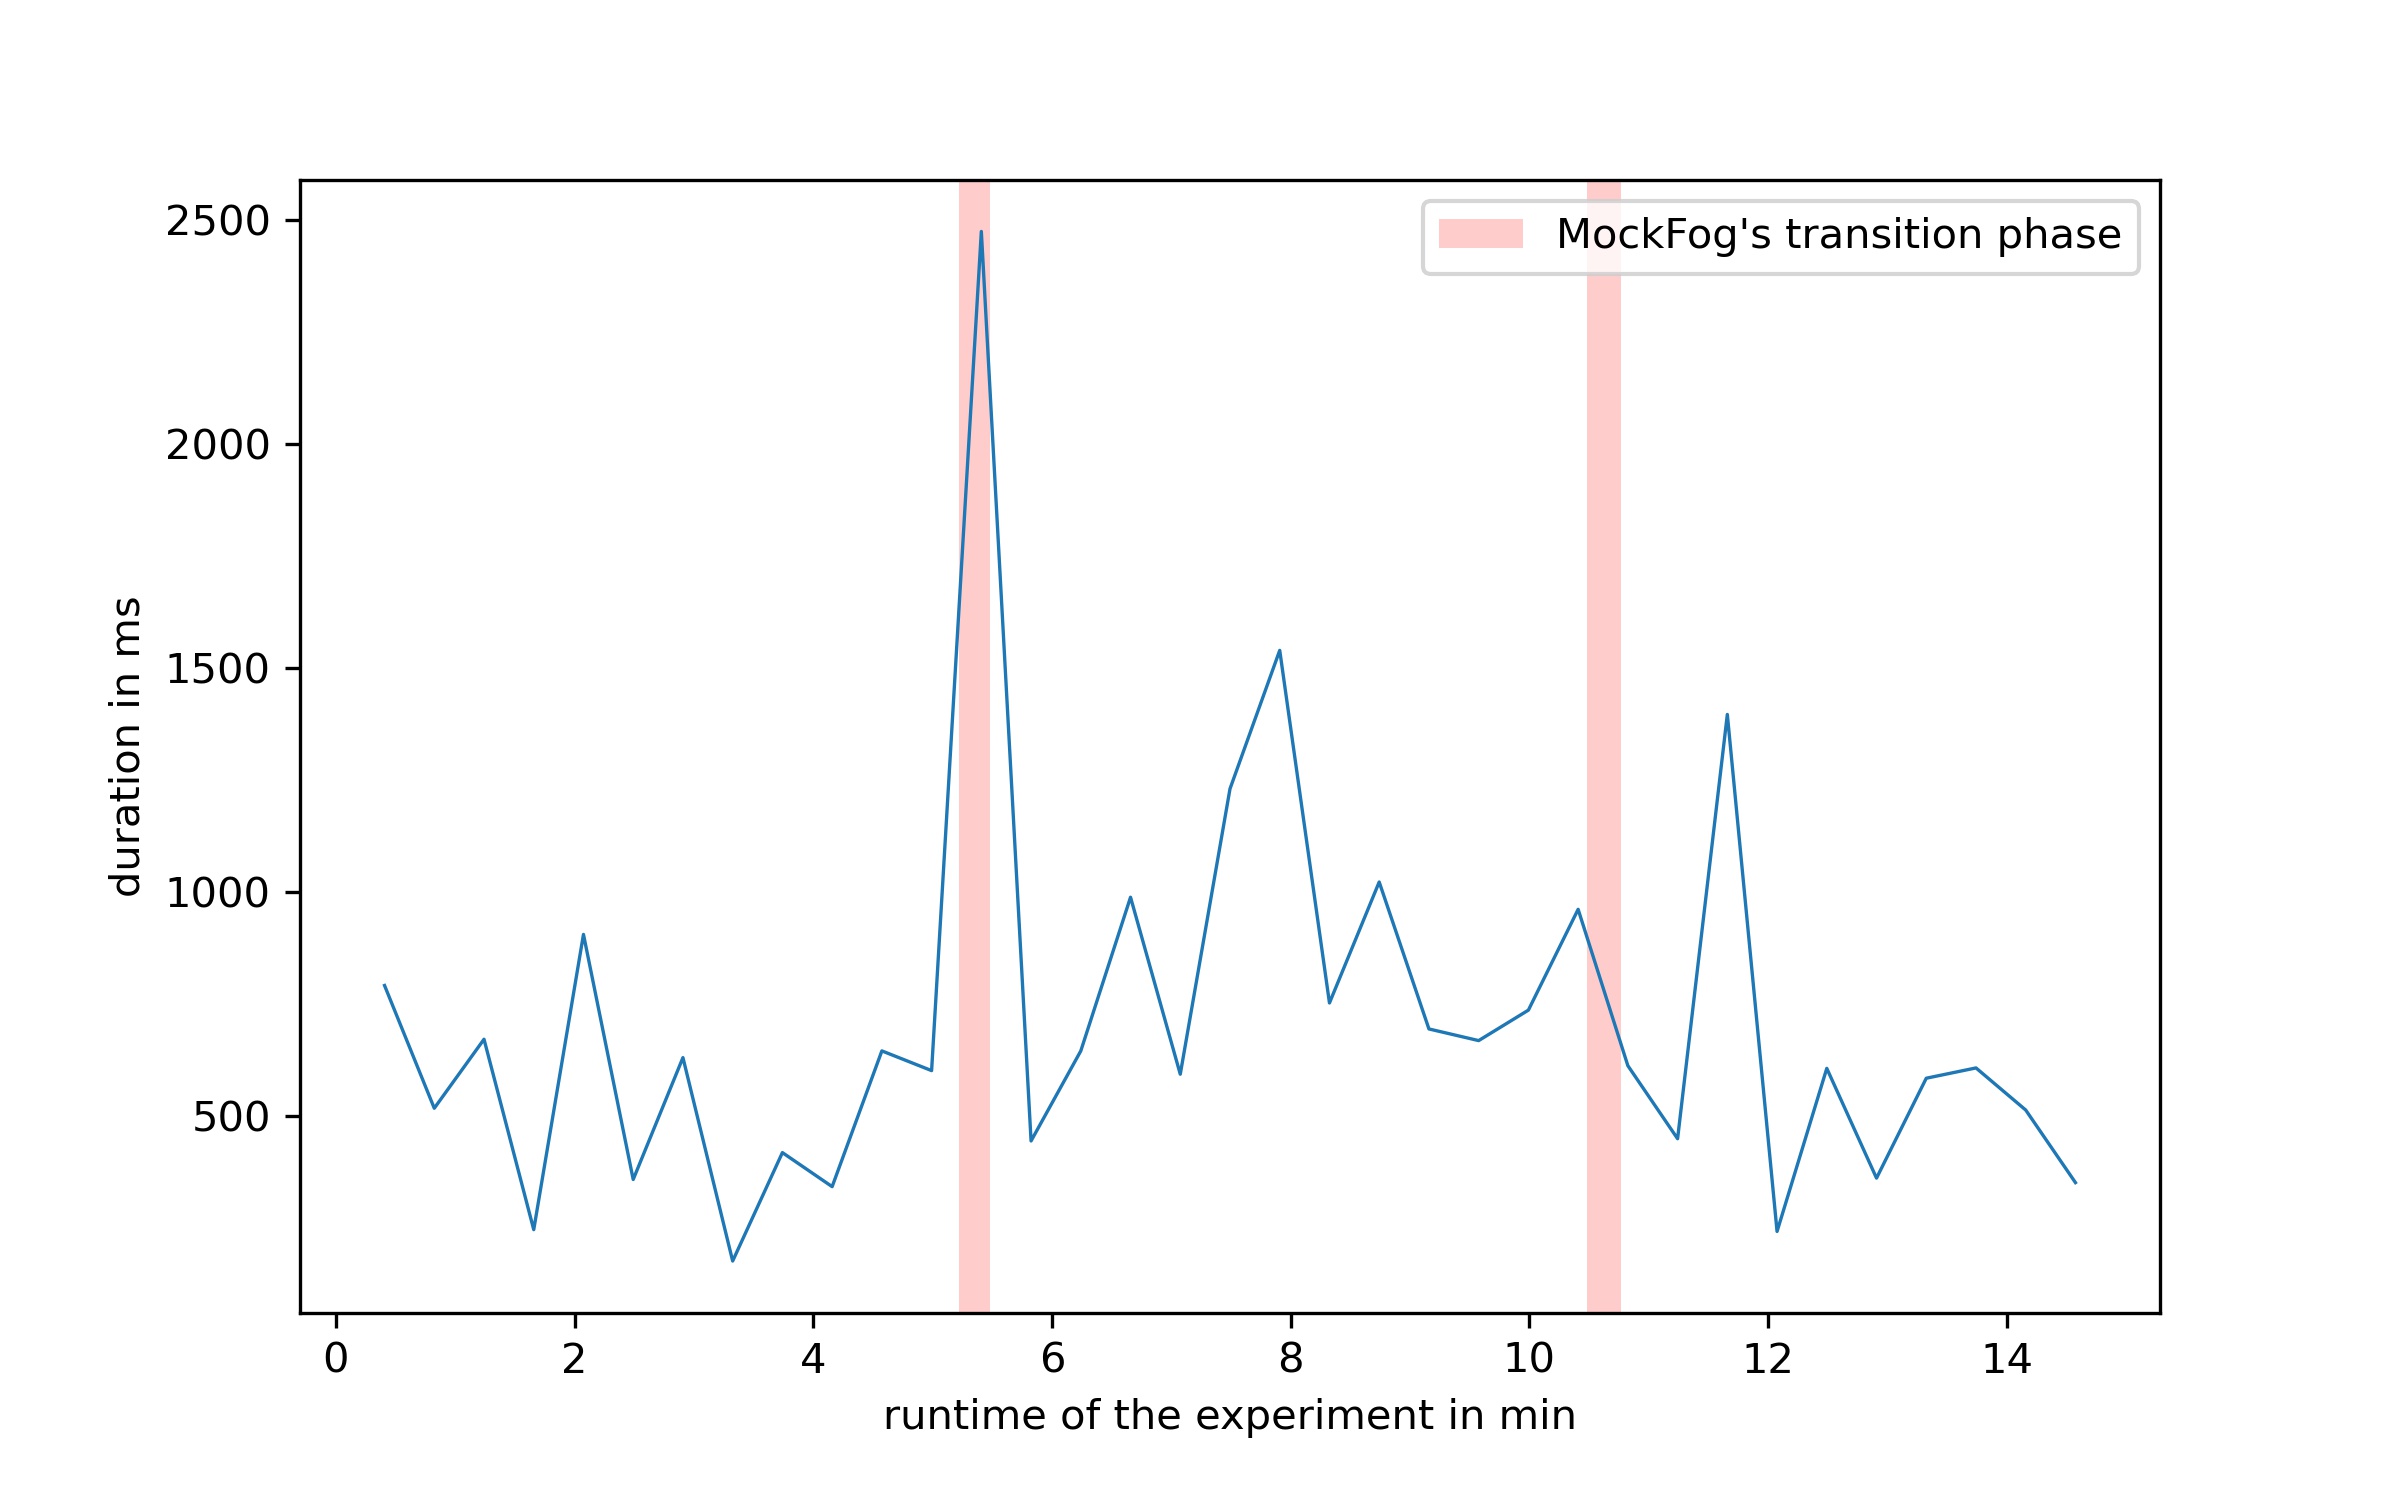 MockFog's transition phase
2500
2000
1500
1000
500
duration in ms
0 2 4 6 8 10 12 14
runtime of the experiment in min